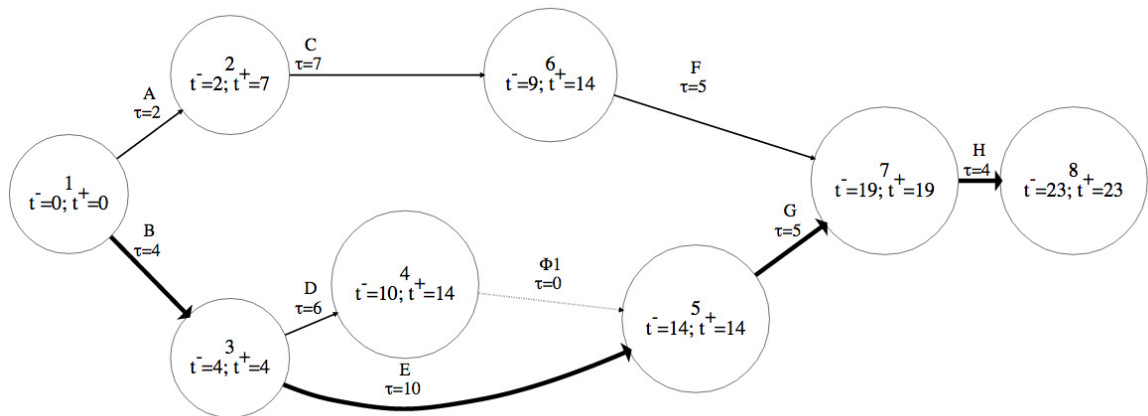 C
τ=7
2
t⁻=2; t⁺=7
6
t⁻=9; t⁺=14
F
τ=5
A
τ=2
1
t⁻=0; t⁺=0
7
t⁻=19; t⁺=19
H
τ=4
8
t⁻=23; t⁺=23
B
τ=4
G
τ=5
D
τ=6
4
t⁻=10; t⁺=14
Φ1
τ=0
5
t⁻=14; t⁺=14
3
t⁻=4; t⁺=4
E
τ=10